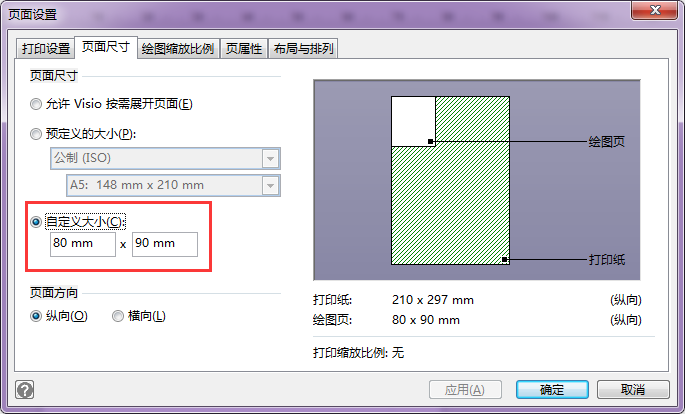 页面设置
打印设置 页面尺寸 绘图缩放比例 页属性 布局与排列
页面尺寸
允许 Visio 按需展开页面(E)
预定义的大小(P):
公制 (ISO)
A5: 148 mm x 210 mm
自定义大小(C):
80 mm x 90 mm
页面方向
纵向(O) 横向(L)
绘图页
打印纸
打印纸: 210 x 297 mm (纵向)
绘图页: 80 x 90 mm (纵向)
打印缩放比例: 无
? 应用(A) 确定 取消